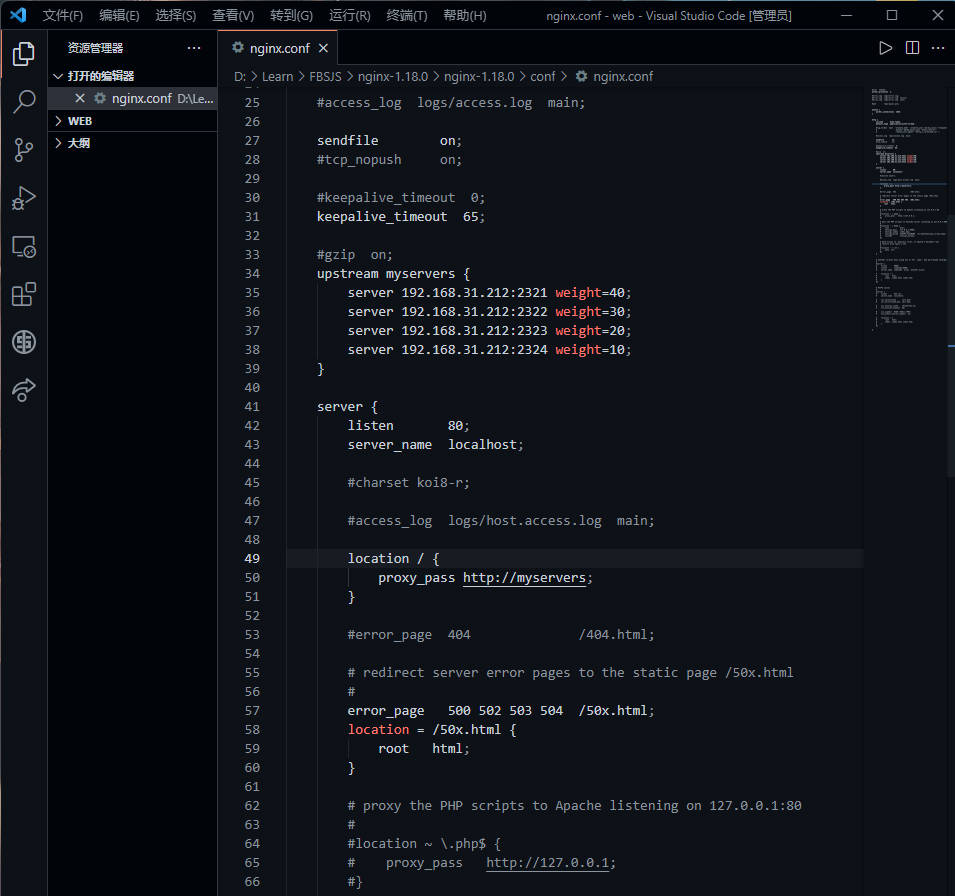 文件(F) 编辑(E) 选择(S) 查看(V) 转到(G) 运行(R) 终端(T) 帮助(H) nginx.conf - web - Visual Studio Code [管理员]
资源管理器 ···
打开的编辑器
nginx.conf D:\Le...
WEB
大纲
nginx.conf
D: > Learn > FBSJS > nginx-1.18.0 > nginx-1.18.0 > conf > nginx.conf
25 #access_log  logs/access.log  main;
26
27 sendfile        on;
28 #tcp_nopush     on;
29
30 #keepalive_timeout  0;
31 keepalive_timeout  65;
32
33 #gzip  on;
34 upstream myservers {
35 server 192.168.31.212:2321 weight=40;
36 server 192.168.31.212:2322 weight=30;
37 server 192.168.31.212:2323 weight=20;
38 server 192.168.31.212:2324 weight=10;
39 }
40
41 server {
42 listen       80;
43 server_name  localhost;
44
45 #charset koi8-r;
46
47 #access_log  logs/host.access.log  main;
48
49 location / {
50 proxy_pass http://myservers;
51 }
52
53 #error_page  404              /404.html;
54
55 # redirect server error pages to the static page /50x.html
56 #
57 error_page   500 502 503 504  /50x.html;
58 location = /50x.html {
59 root   html;
60 }
61
62 # proxy the PHP scripts to Apache listening on 127.0.0.1:80
63 #
64 #location ~ \.php$ {
65 #    proxy_pass   http://127.0.0.1;
66 #}